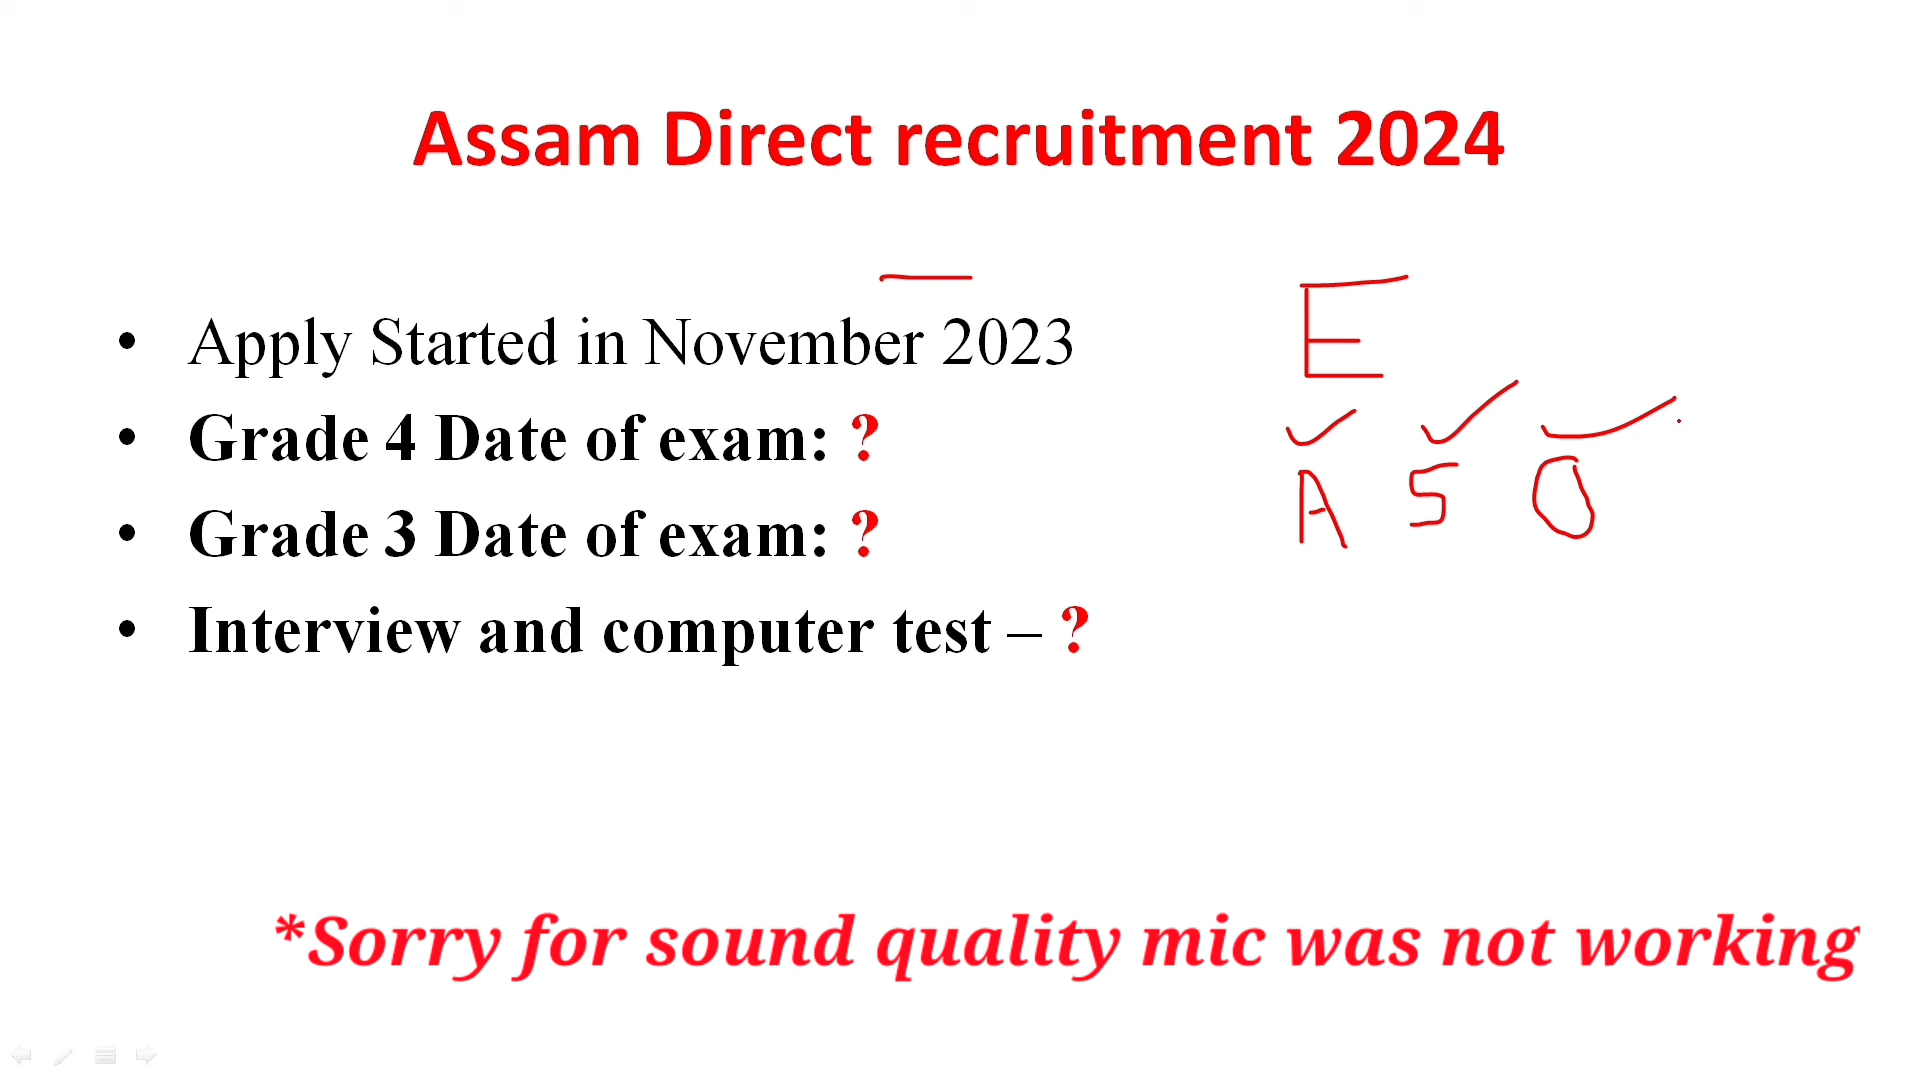 Assam Direct recruitment 2024
• Apply Started in November 2023
E
• Grade 4 Date of exam: ?
A S O
• Grade 3 Date of exam: ?
• Interview and computer test – ?
*Sorry for sound quality mic was not working